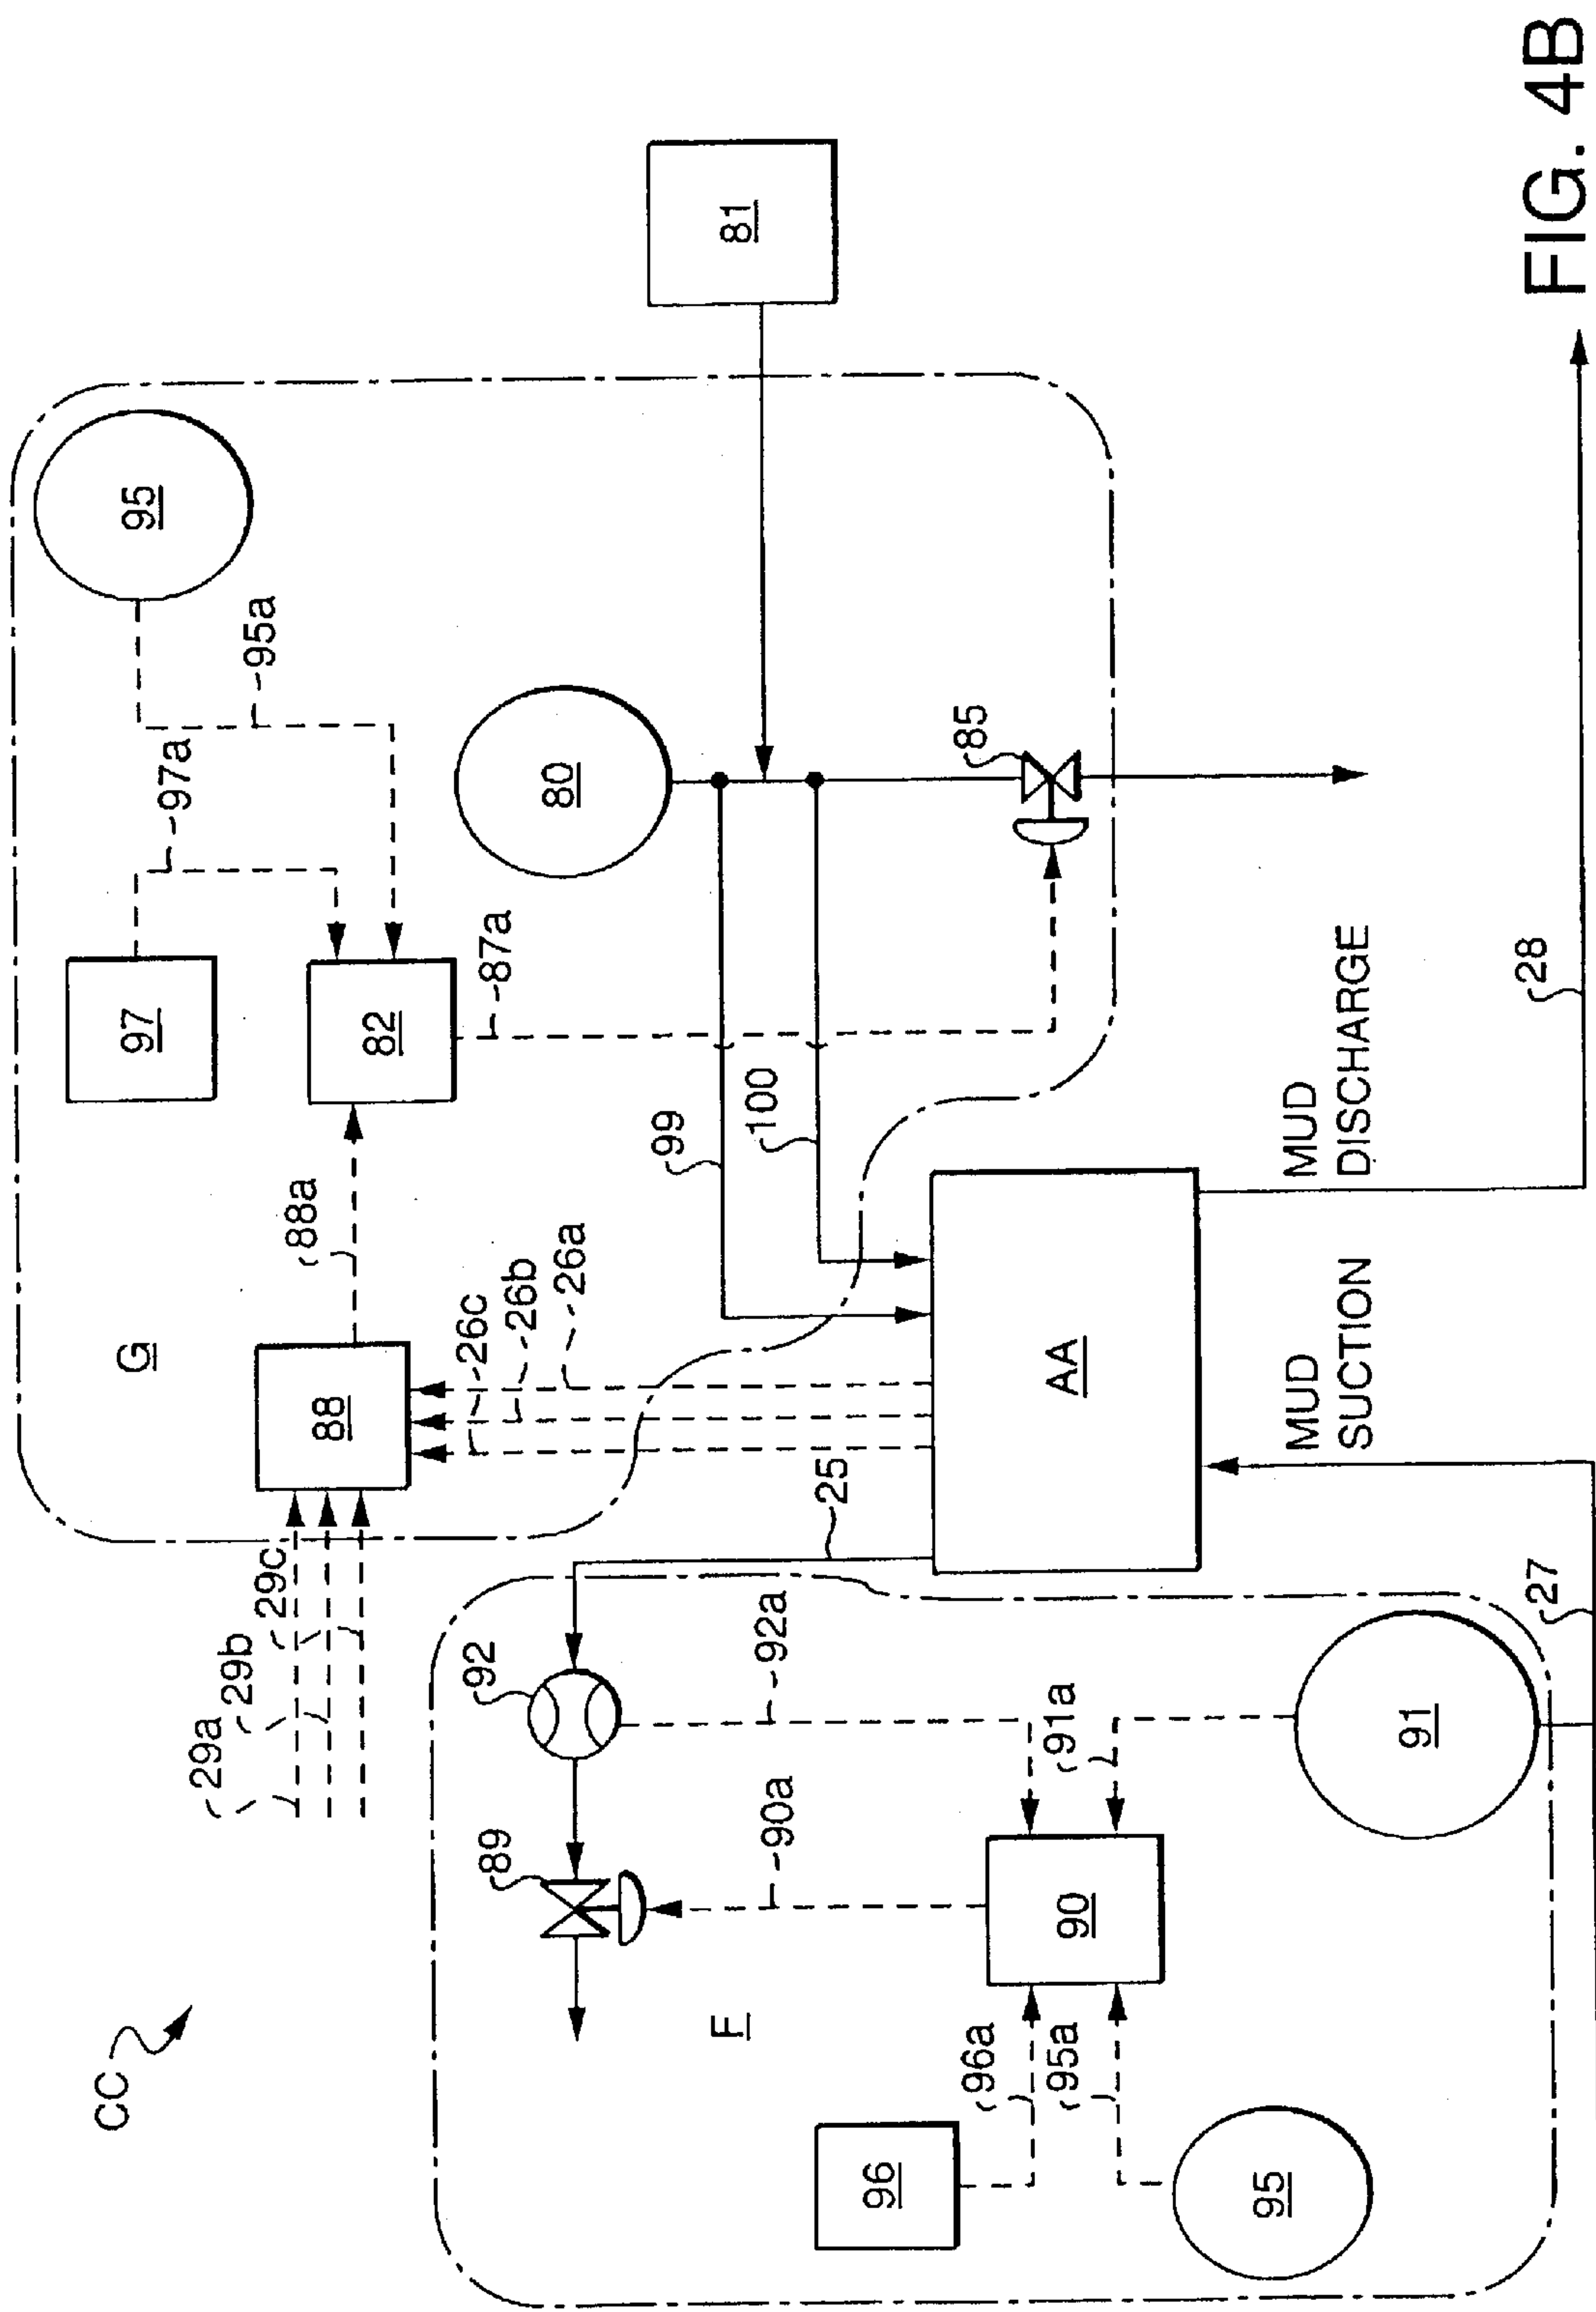 CC
29a
29b
29c
G
88
88a
97
97a
95
95a
82
87a
80
81
85
26c
26b
26a
99
100
25
92
92a
89
90a
F
96
96a
95
95a
90
91a
91
AA
MUD
SUCTION
MUD
DISCHARGE
27
28
FIG. 4B